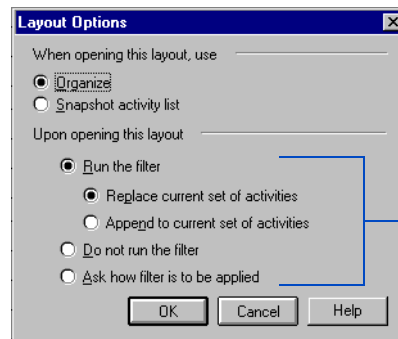 Layout Options
When opening this layout, use
Organize
Snapshot activity list
Upon opening this layout
Run the filter
Replace current set of activities
Append to current set of activities
Do not run the filter
Ask how filter is to be applied
OK Cancel Help